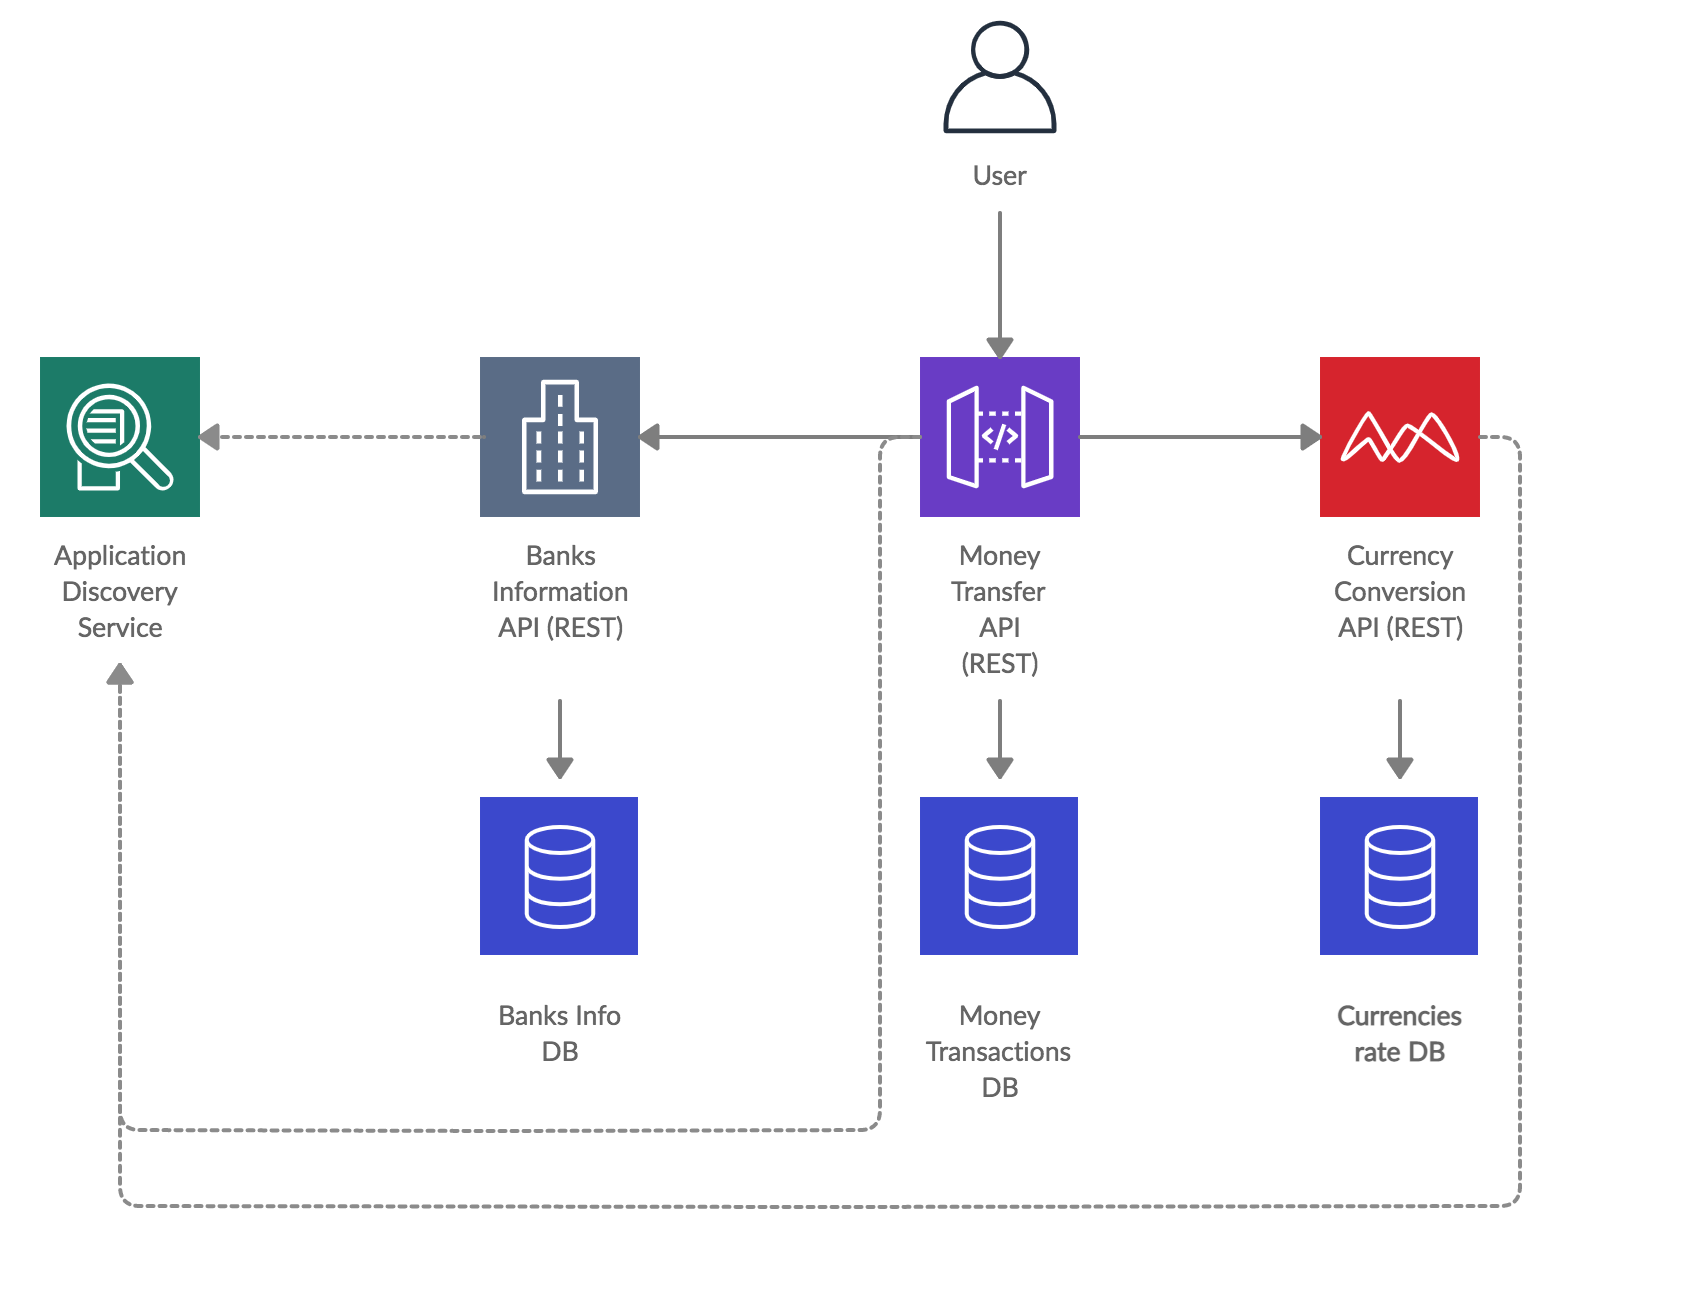 User
Application
Discovery
Service
Banks
Information
API (REST)
Money
Transfer
API
(REST)
Currency
Conversion
API (REST)
Banks Info
DB
Money
Transactions
DB
Currencies
rate DB